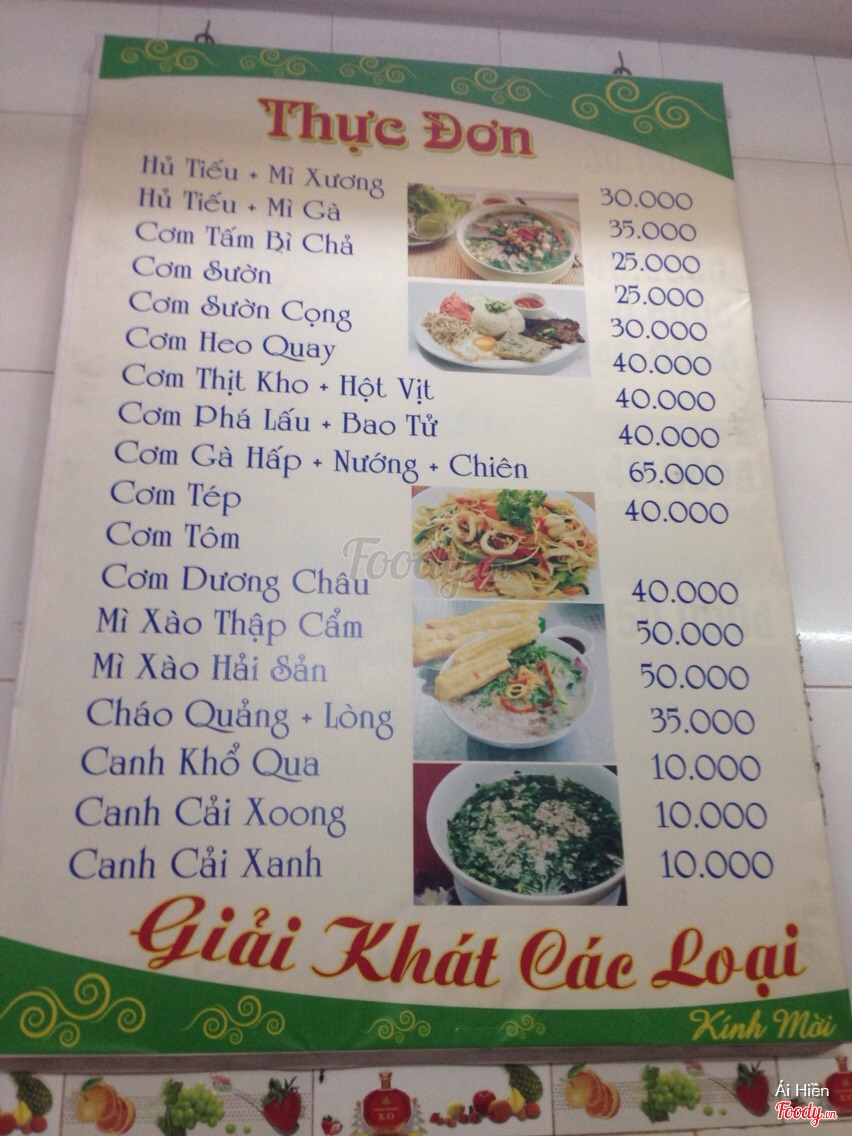 Thực Đơn
Hủ Tiếu + Mì Xương 30.000
Hủ Tiếu + Mì Gà 35.000
Cơm Tấm Bì Chả 25.000
Cơm Sườn 25.000
Cơm Sườn Cọng 30.000
Cơm Heo Quay 40.000
Cơm Thịt Kho + Hột Vịt 40.000
Cơm Phá Lấu + Bao Tử 40.000
Cơm Gà Hấp + Nướng + Chiên 65.000
Cơm Tép 40.000
Cơm Tôm
Foody.vn
Cơm Dương Châu 40.000
Mì Xào Thập Cẩm 50.000
Mì Xào Hải Sản 50.000
Cháo Quảng + Lòng 35.000
Canh Khổ Qua 10.000
Canh Cải Xoong 10.000
Canh Cải Xanh 10.000
Giải Khát Các Loại
Kính Mời
X.O
Ái Hiền
Foody.vn